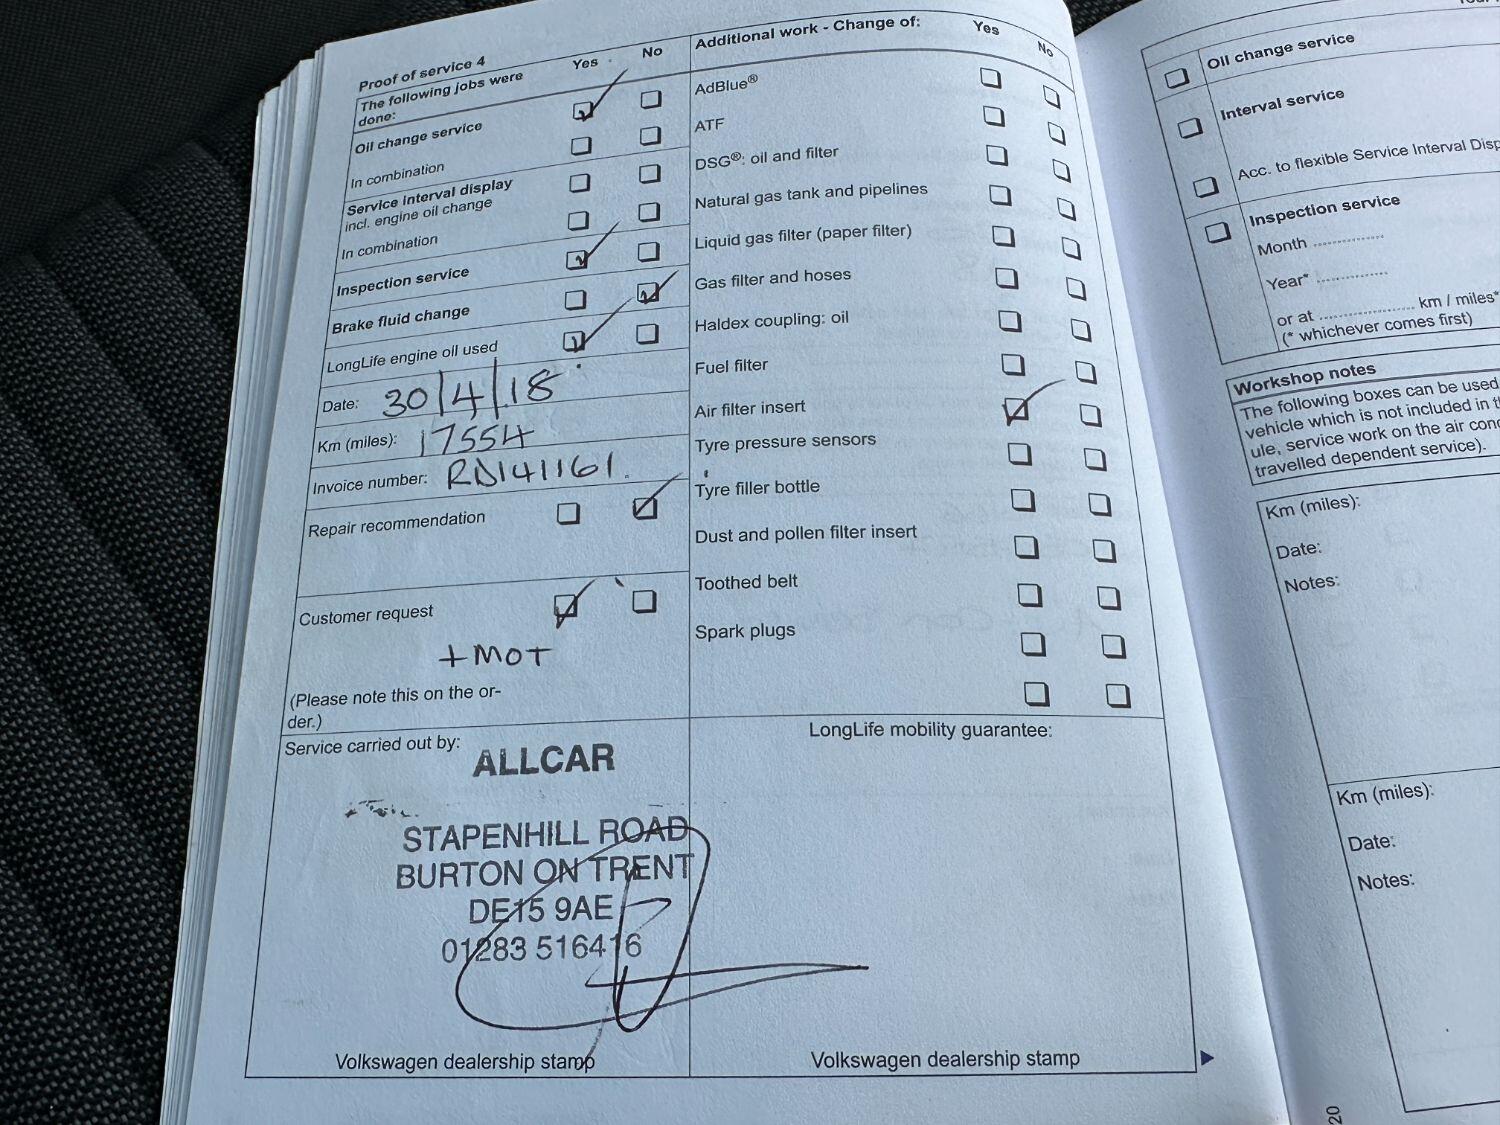 Proof of service 4
The following jobs were done:
Yes
No
Oil change service
In combination
Service interval display
incl. engine oil change
In combination
Inspection service
Brake fluid change
LongLife engine oil used
Date: 30/4/18
Km (miles): 17554
Invoice number: RD141161.
Repair recommendation
Customer request
+MOT
(Please note this on the or-
der.)
Service carried out by:
ALLCAR
STAPENHILL ROAD
BURTON ON TRENT
DE15 9AE
01283 516416
Volkswagen dealership stamp
Additional work - Change of:
Yes
No
AdBlue®
ATF
DSG®: oil and filter
Natural gas tank and pipelines
Liquid gas filter (paper filter)
Gas filter and hoses
Haldex coupling: oil
Fuel filter
Air filter insert
Tyre pressure sensors
Tyre filler bottle
Dust and pollen filter insert
Toothed belt
Spark plugs
LongLife mobility guarantee:
Volkswagen dealership stamp
Oil change service
Interval service
Acc. to flexible Service Interval Disp
Inspection service
Month
Year*
or at km / miles*
(* whichever comes first)
Workshop notes
The following boxes can be used
vehicle which is not included in th
ule, service work on the air con
travelled dependent service).
Km (miles):
Date:
Notes:
Km (miles):
Date:
Notes:
20